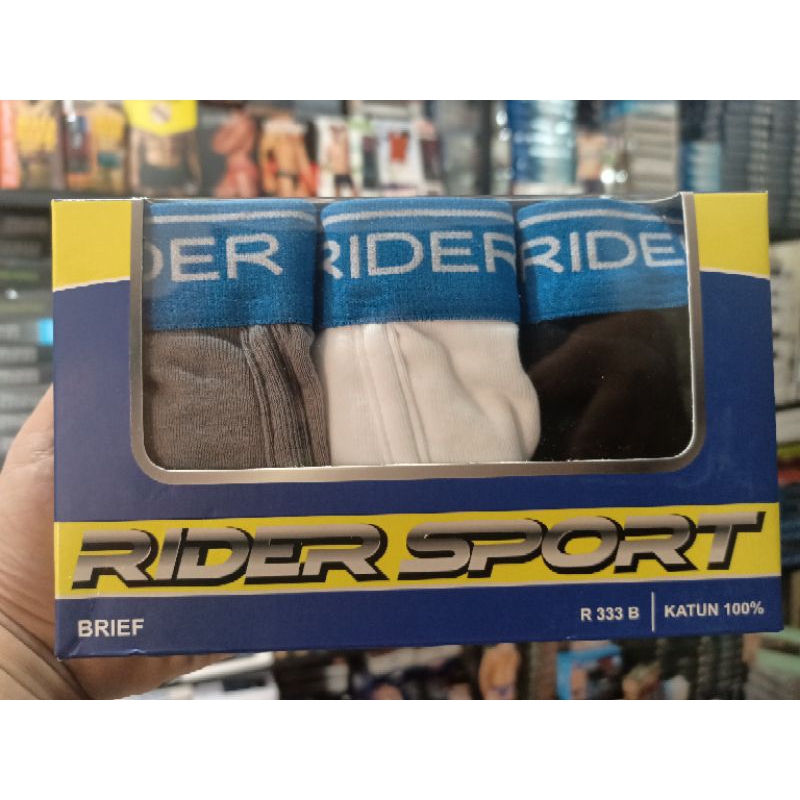 DER
RIDER
RIDE
RIDER SPORT
BRIEF
R 333 B
KATUN 100%